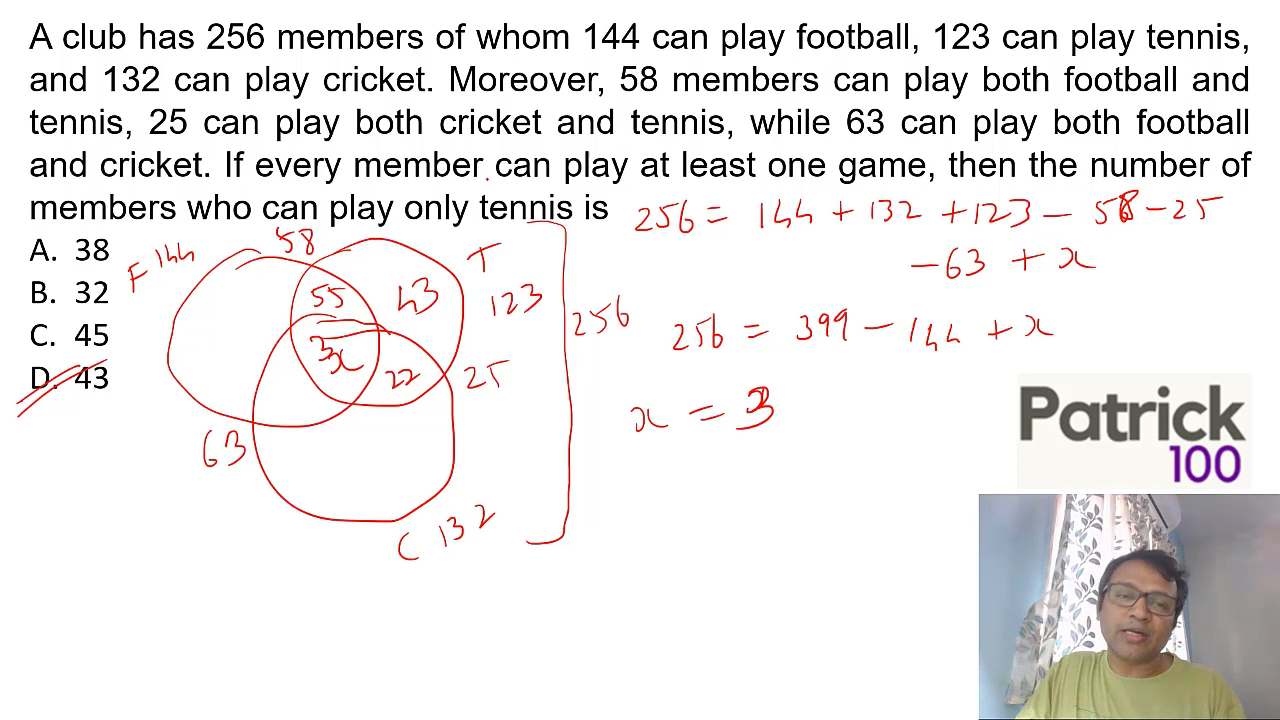 A club has 256 members of whom 144 can play football, 123 can play tennis,
and 132 can play cricket. Moreover, 58 members can play both football and
tennis, 25 can play both cricket and tennis, while 63 can play both football
and cricket. If every member can play at least one game, then the number of
members who can play only tennis is
256 = 144 + 132 + 123 - 58 - 25
- 63 + x
A. 38
B. 32
C. 45
D. 43
F 144
58
T
123
55
43
3
x
22
25
63
C 132
256
256 = 399 - 144 + x
x = 3
Patrick
100